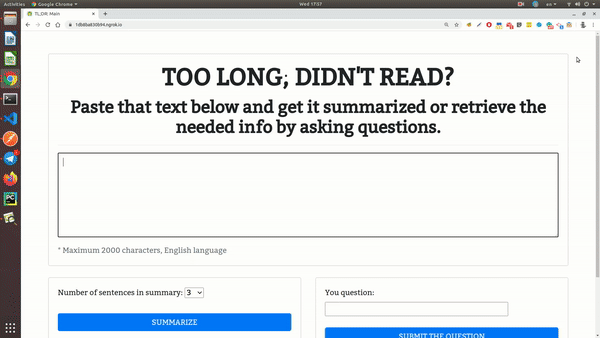 Activities Google Chrome Wed 17:57 en
TL;DR: Main
1db8ba830b94.ngrok.io
TOO LONG; DIDN'T READ?
Paste that text below and get it summarized or retrieve the
needed info by asking questions.
* Maximum 2000 characters, English language
Number of sentences in summary: 3
SUMMARIZE
You question:
SUBMIT THE QUESTION